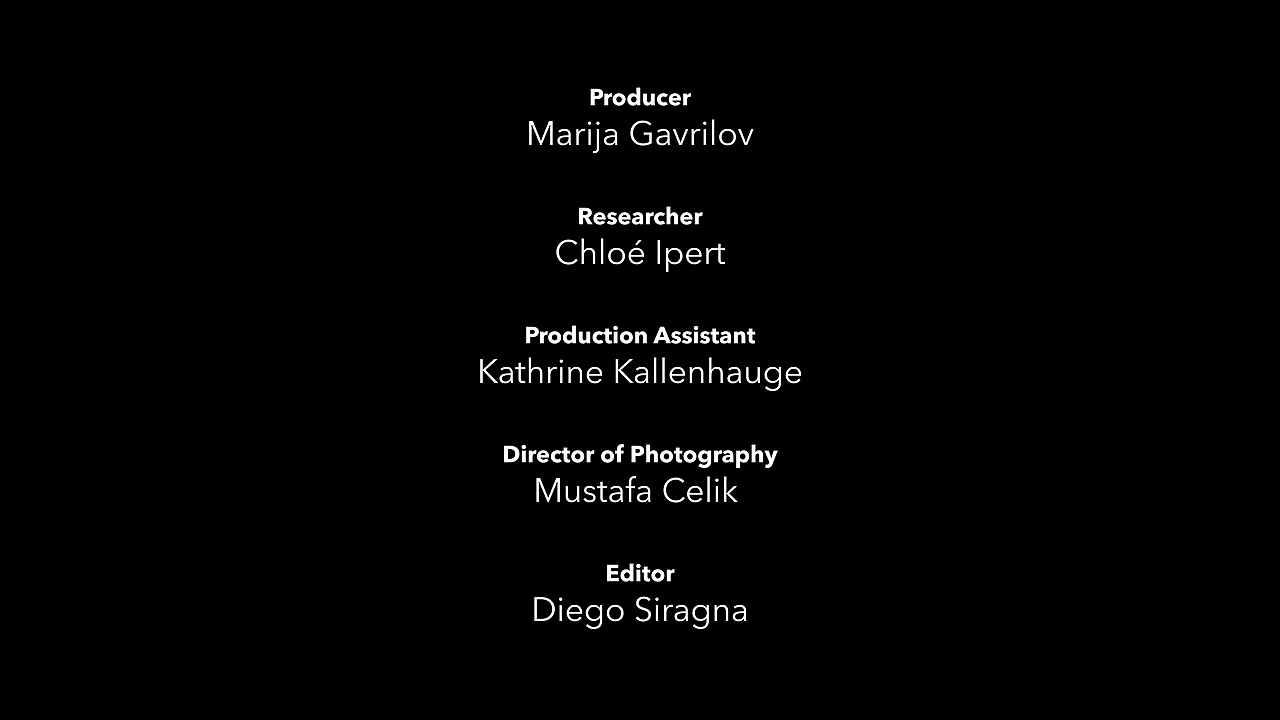 Producer
Marija Gavrilov
Researcher
Chloé Ipert
Production Assistant
Kathrine Kallenhauge
Director of Photography
Mustafa Celik
Editor
Diego Siragna